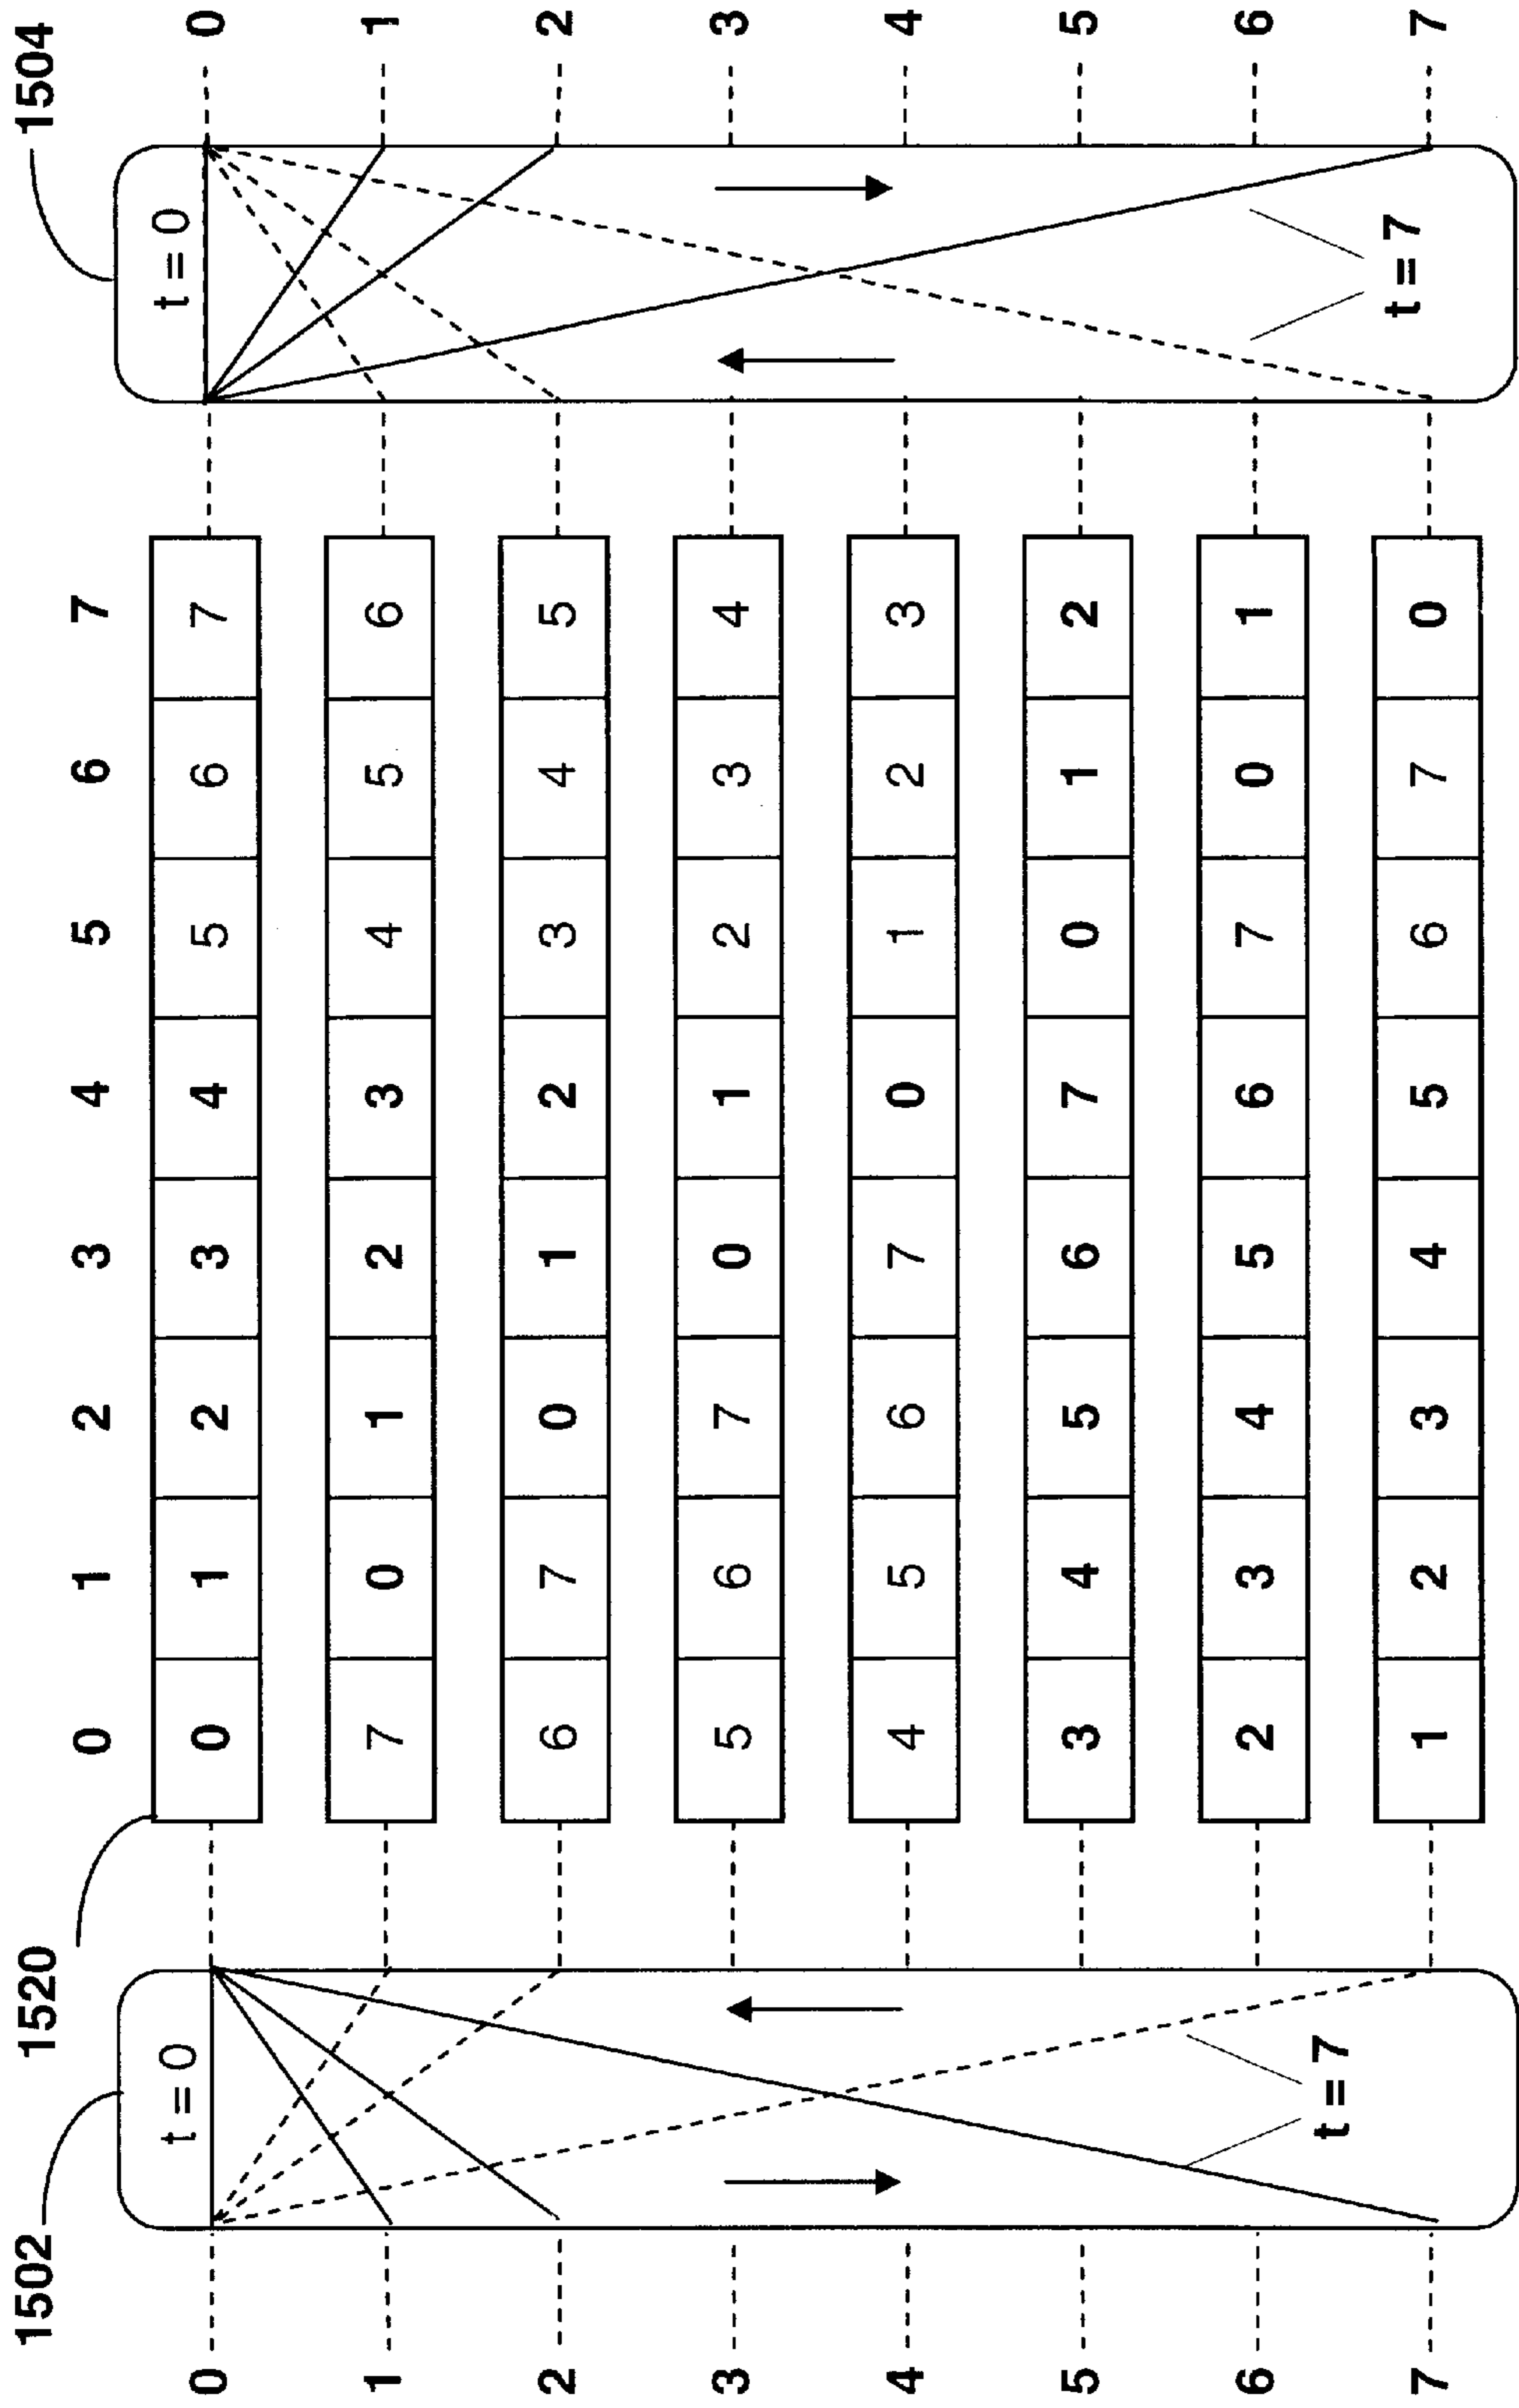 1502 1520 1504
0 1 2 3 4 5 6 7
t = 0 t = 0
0 0 1 2 3 4 5 6 7 0
1 7 0 1 2 3 4 5 6 1
2 6 7 0 1 2 3 4 5 2
3 5 6 7 0 1 2 3 4 3
4 4 5 6 7 0 1 2 3 4
5 3 4 5 6 7 0 1 2 5
6 2 3 4 5 6 7 0 1 6
t = 7 t = 7
7 1 2 3 4 5 6 7 0 7